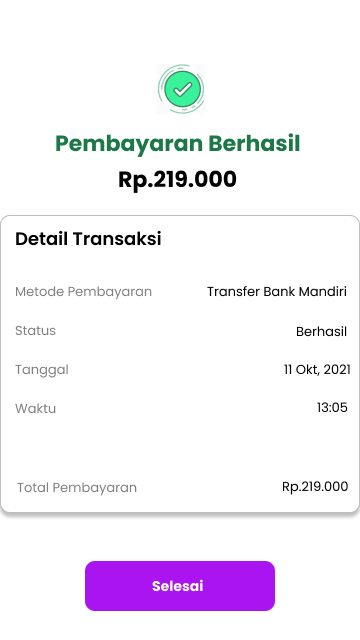 Pembayaran Berhasil
Rp.219.000
Detail Transaksi
Metode Pembayaran Transfer Bank Mandiri
Status Berhasil
Tanggal 11 Okt, 2021
Waktu 13:05
Total Pembayaran Rp.219.000
Selesai